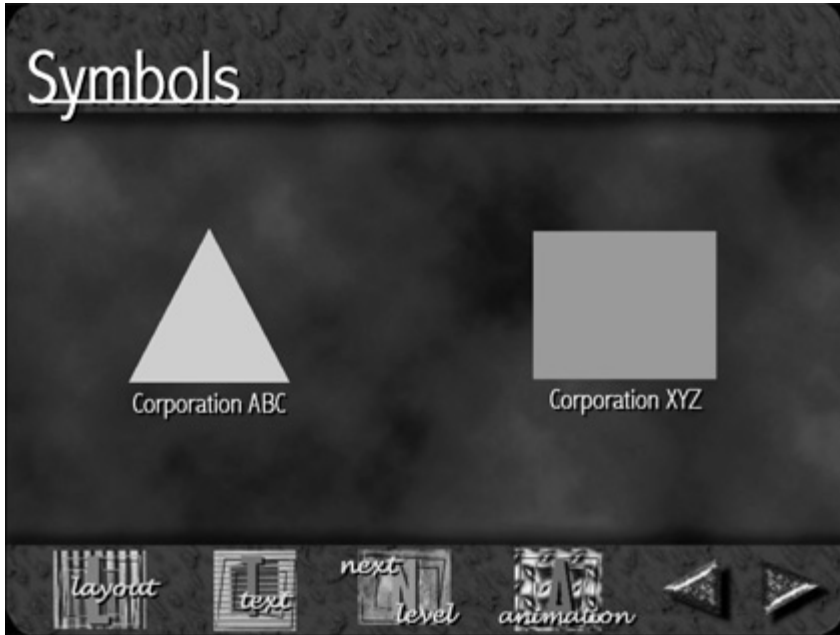 Symbols
Corporation ABC
Corporation XYZ
L
layout
T
text
next
N
level
A
animation